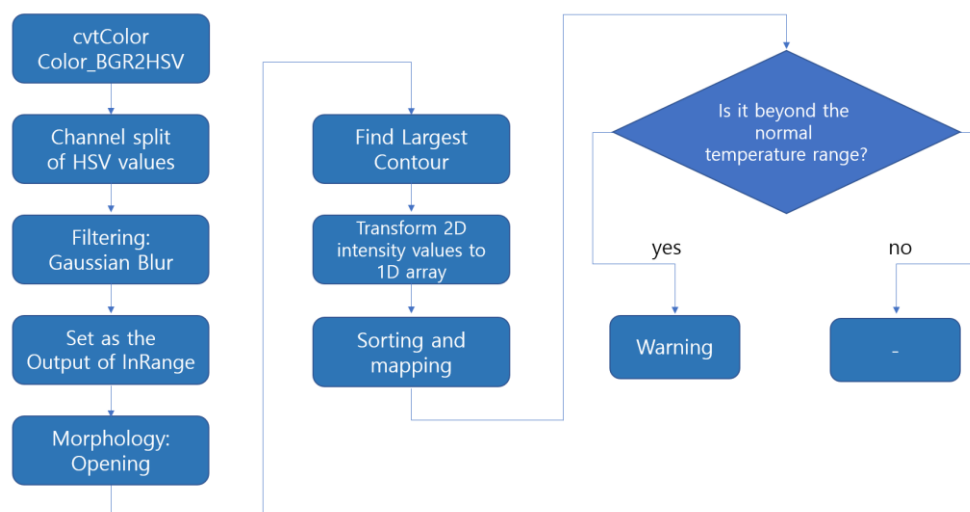 cvtColor
Color_BGR2HSV
Channel split
of HSV values
Filtering:
Gaussian Blur
Set as the
Output of InRange
Morphology:
Opening
Find Largest
Contour
Transform 2D
intensity values to
1D array
Sorting and
mapping
Is it beyond the
normal
temperature range?
yes
no
Warning
-